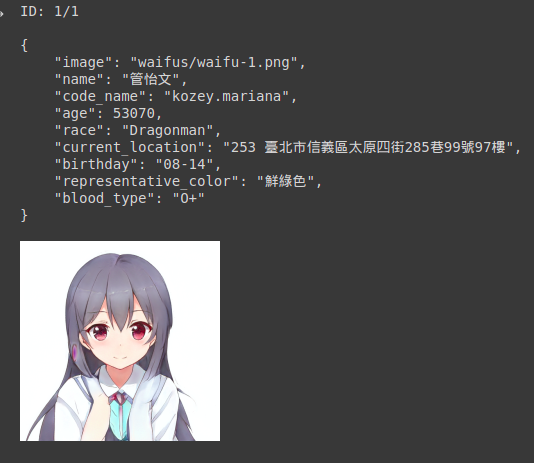 ID: 1/1
{
    "image": "waifus/waifu-1.png",
    "name": "管怡文",
    "code_name": "kozey.mariana",
    "age": 53070,
    "race": "Dragonman",
    "current_location": "253 臺北市信義區太原四街285巷99號97樓",
    "birthday": "08-14",
    "representative_color": "鮮綠色",
    "blood_type": "O+"
}